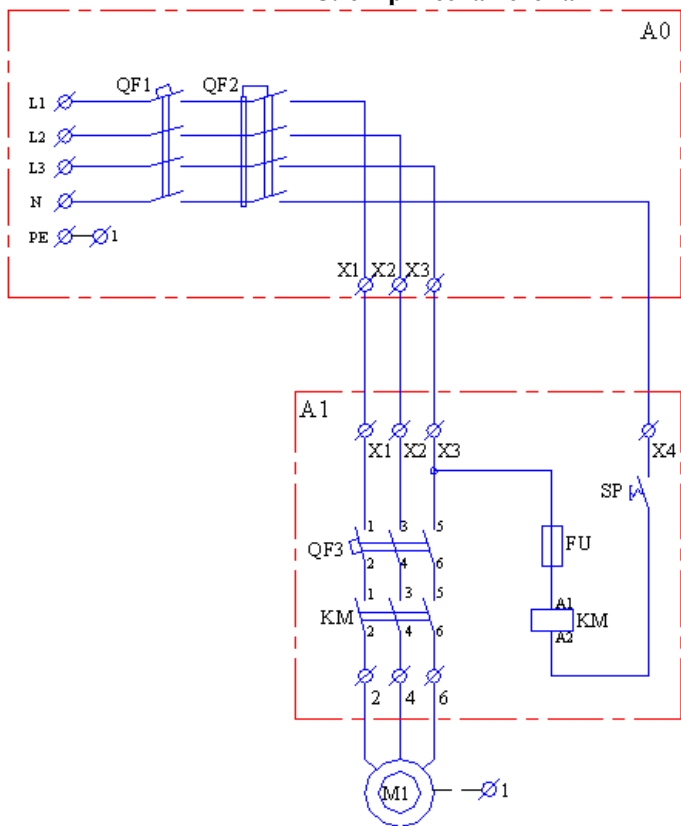 A0
QF1 QF2
L1
L2
L3
N
PE 1
X1 X2 X3
A1
X1 X2 X3 X4
SP
1 3 5
QF3 FU
2 4 6
1 3 5 A1
KM KM
2 4 6 A2
2 4 6
M1 1